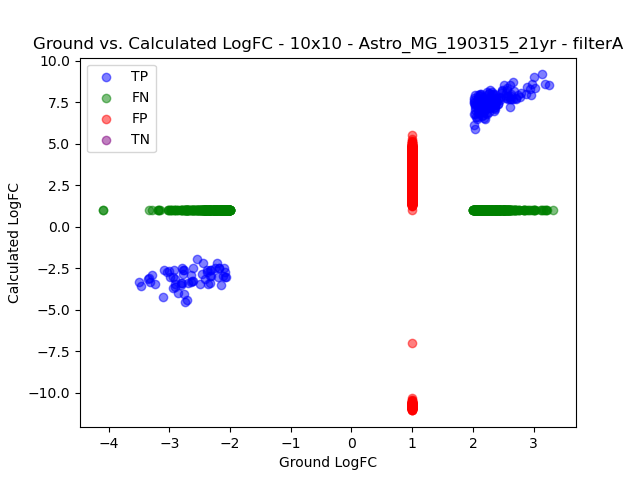 Ground vs. Calculated LogFC - 10x10 - Astro_MG_190315_21yr - filterA
TP
FN
FP
TN
10.0
7.5
5.0
2.5
0.0
−2.5
−5.0
−7.5
−10.0
Calculated LogFC
−4 −3 −2 −1 0 1 2 3
Ground LogFC